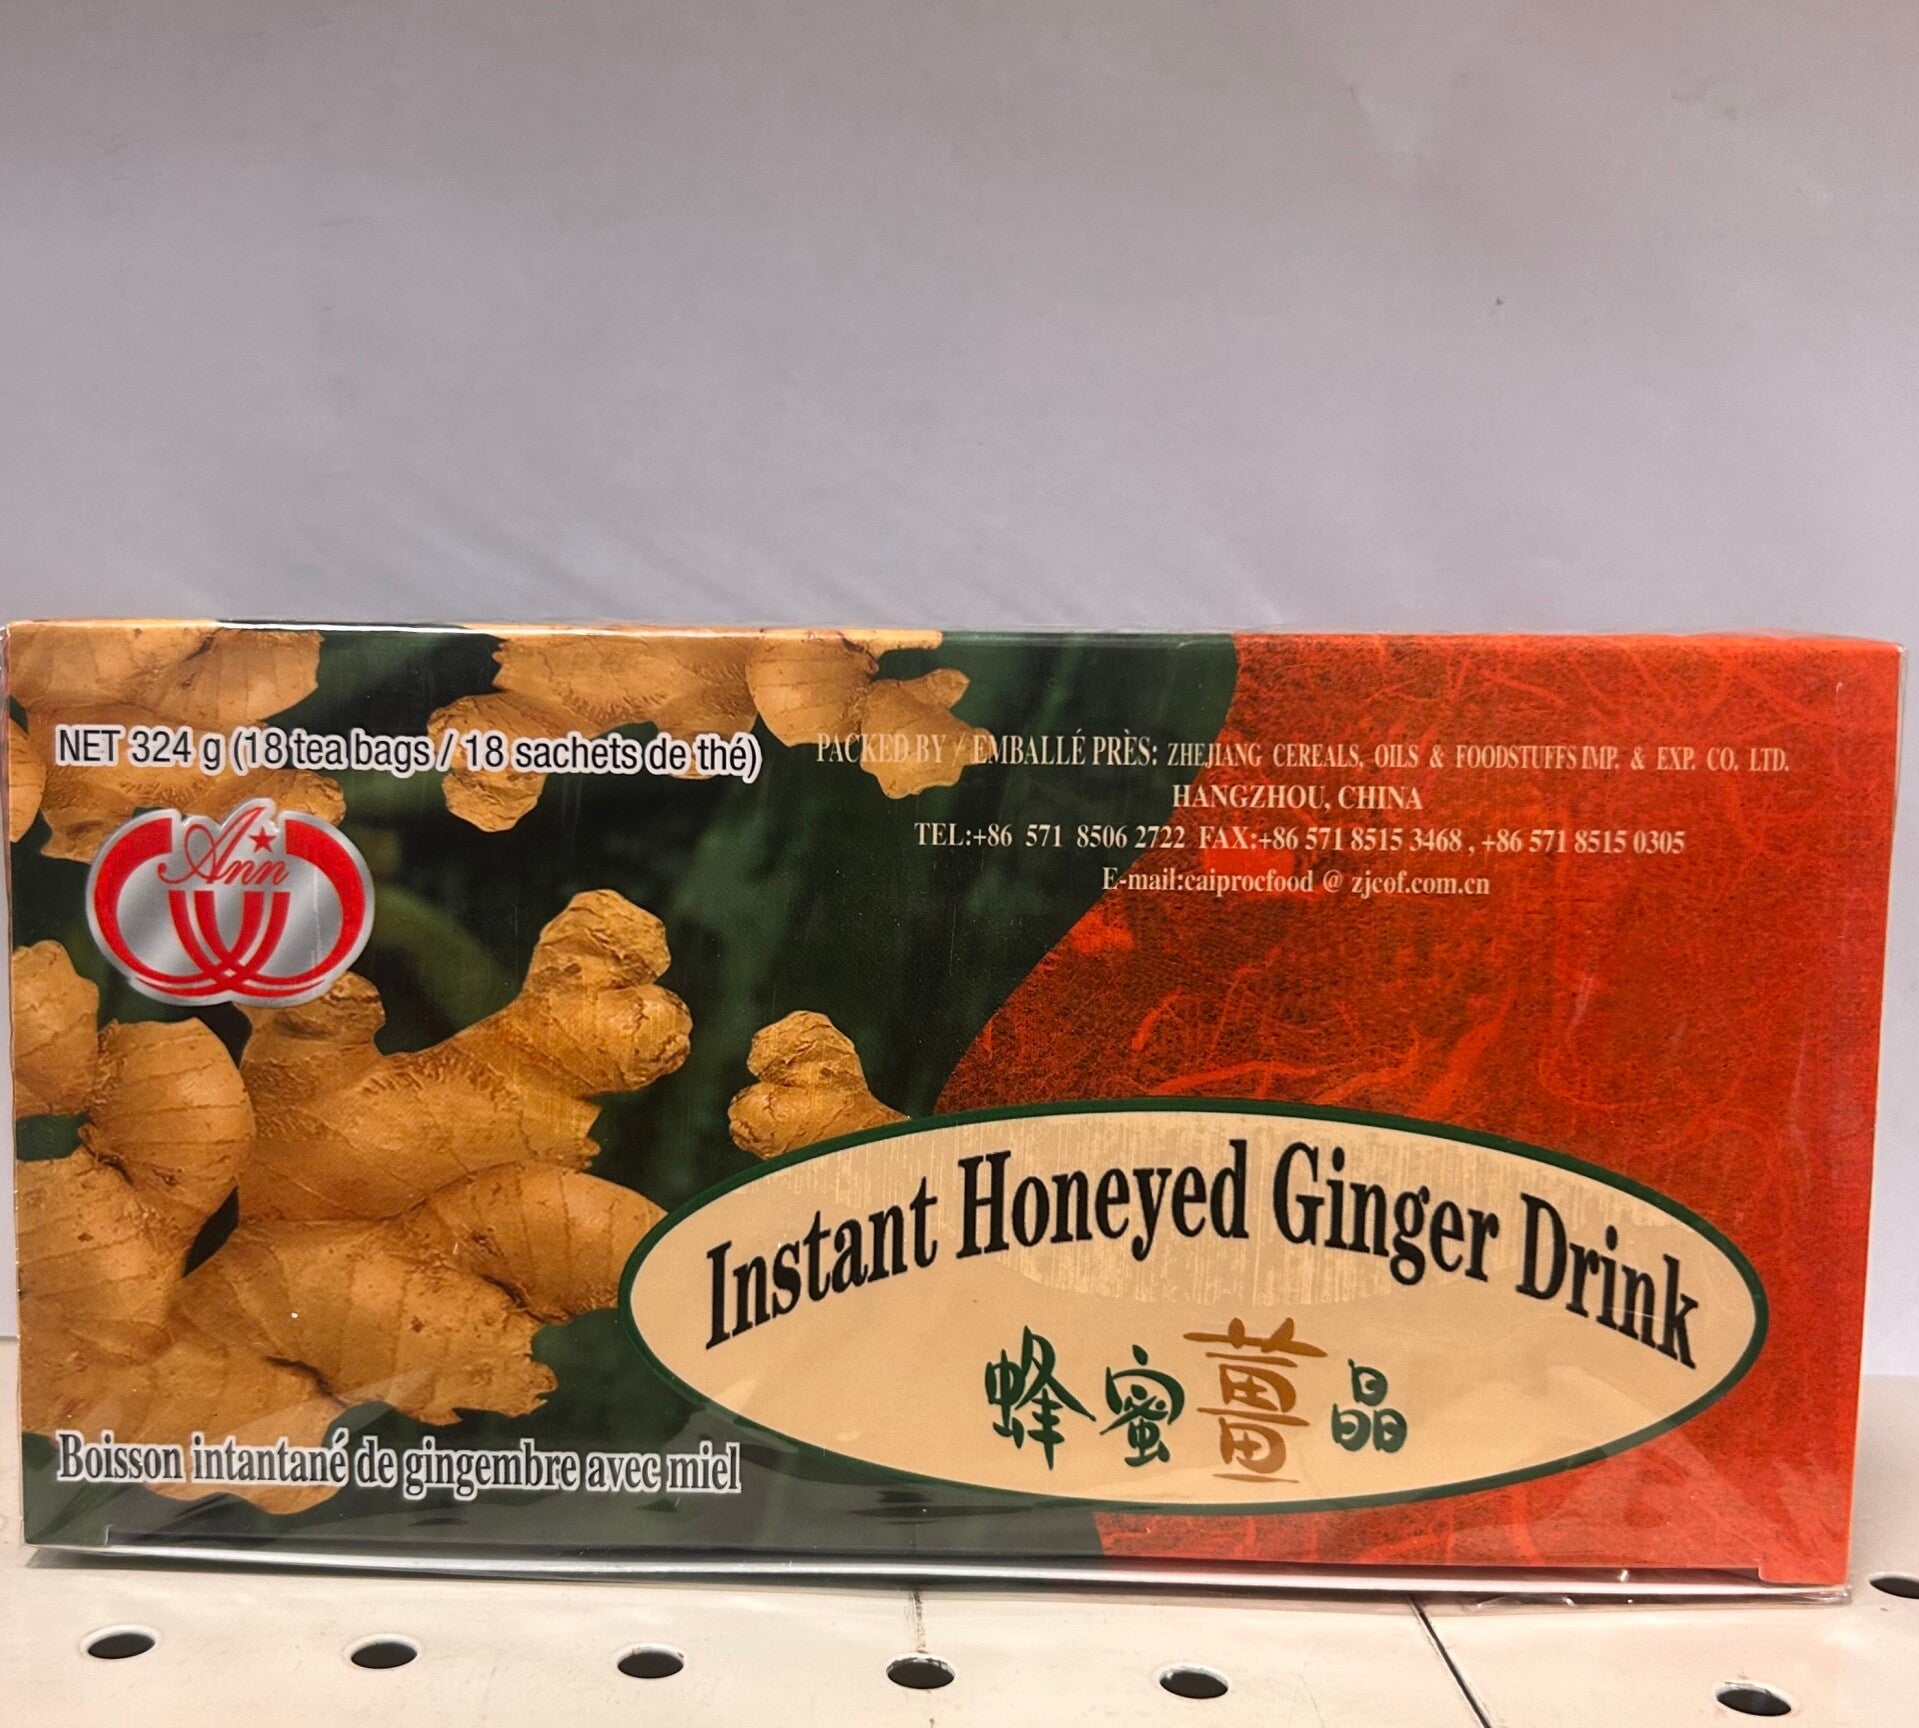 NET 324 g (18 tea bags / 18 sachets de thé)
PACKED BY / EMBALLÉ PRÈS: ZHEJIANG CEREALS, OILS & FOODSTUFFS IMP. & EXP. CO. LTD.
HANGZHOU, CHINA
TEL:+86 571 8506 2722 FAX:+86 571 8515 3468 , +86 571 8515 0305
E-mail:caiprocfood @ zjcof.com.cn
Ann
Instant Honeyed Ginger Drink
蜂蜜薑晶
Boisson intantané de gingembre avec miel